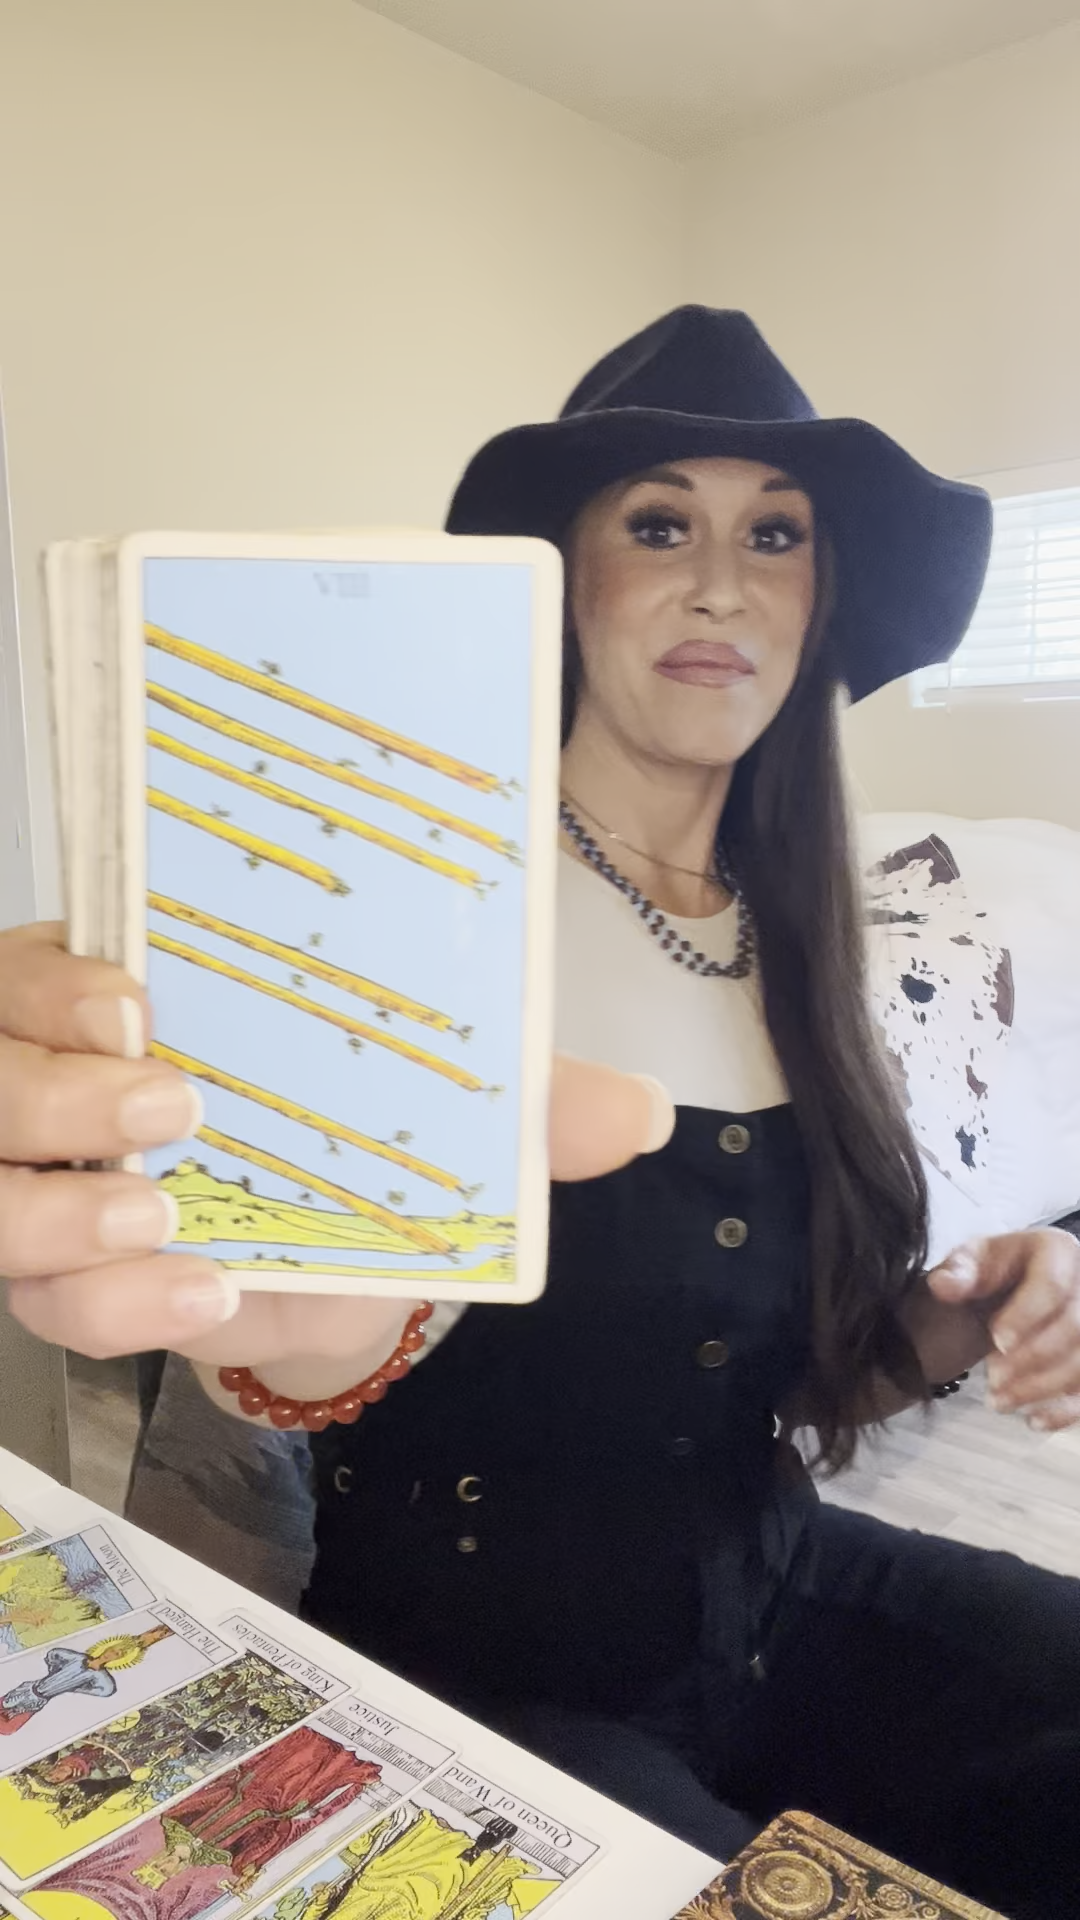 VIII
The Moon
The Hanged
King of Pentacles
Justice
Queen of Wand